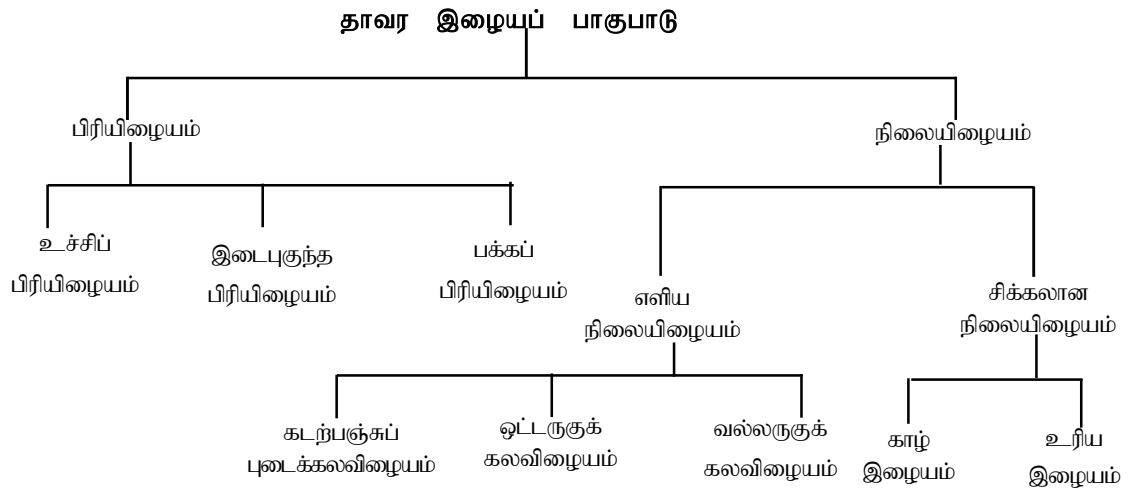 தாவர இழையப் பாகுபாடு
பிரியிழையம்
நிலையிழையம்
உச்சிப்
பிரியிழையம்
இடைபுகுந்த
பிரியிழையம்
பக்கப்
பிரியிழையம்
எளிய
நிலையிழையம்
சிக்கலான
நிலையிழையம்
கடற்பஞ்சுப்
புடைக்கலவிழையம்
ஒட்டருகுக்
கலவிழையம்
வல்லருகுக்
கலவிழையம்
காழ்
இழையம்
உரிய
இழையம்